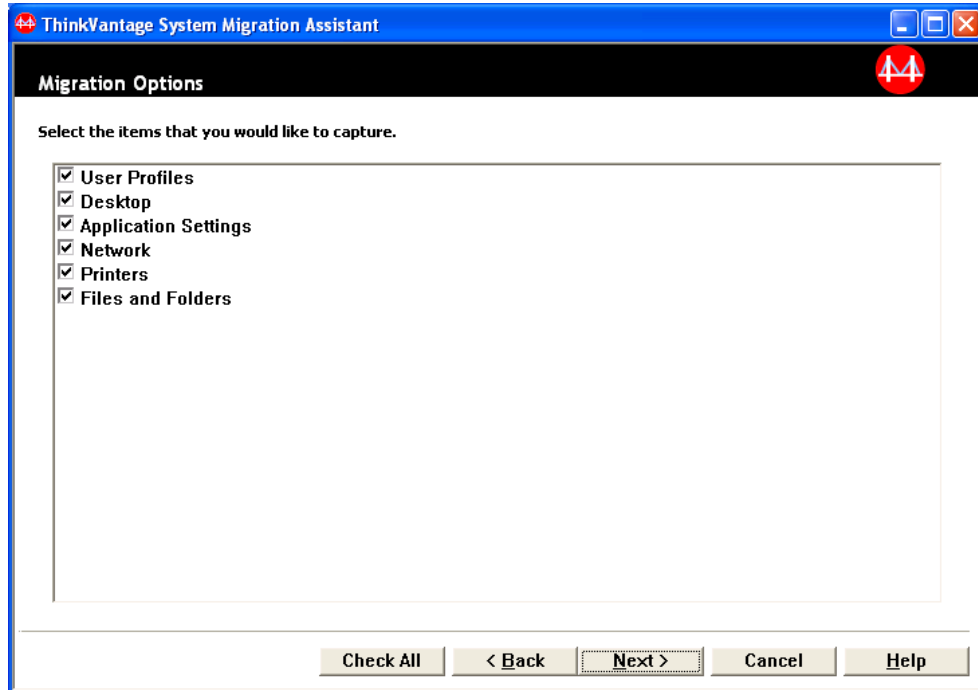 ThinkVantage System Migration Assistant
Migration Options
Select the items that you would like to capture.
User Profiles
Desktop
Application Settings
Network
Printers
Files and Folders
Check All < Back Next > Cancel Help